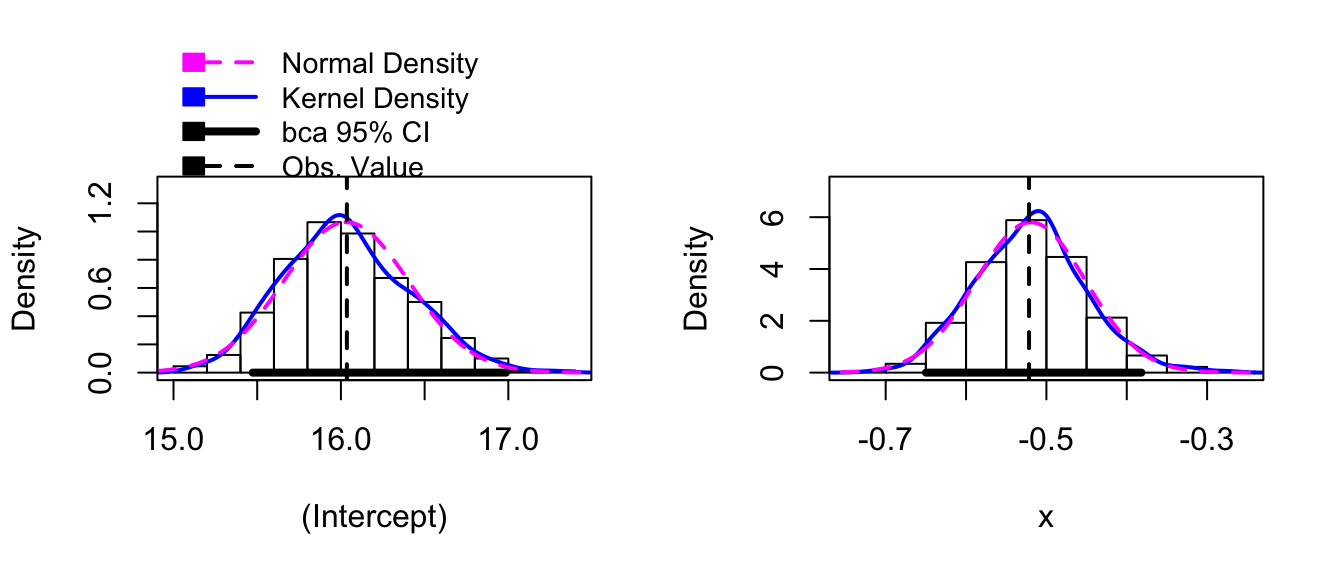 Normal Density
Kernel Density
bca 95% CI
Obs. Value
Density
0.0 0.6 1.2
15.0 16.0 17.0
(Intercept)
Density
0 2 4 6
-0.7 -0.5 -0.3
x